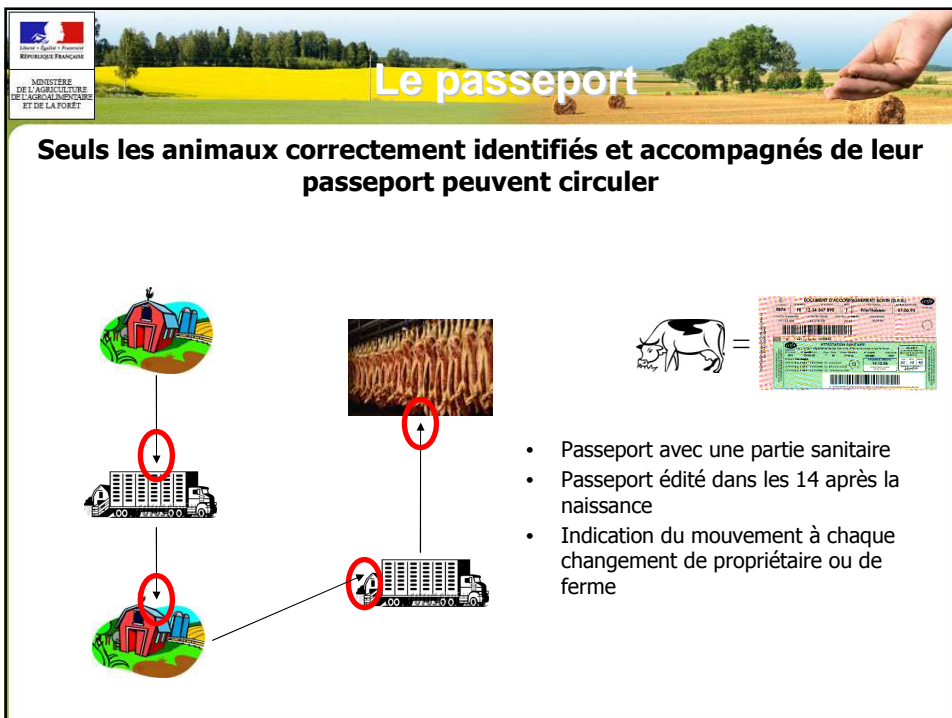 Liberté • Égalité • Fraternité
RÉPUBLIQUE FRANÇAISE
MINISTÈRE
DE L'AGRICULTURE
DE L'AGROALIMENTAIRE
ET DE LA FORÊT
Le passeport
Seuls les animaux correctement identifiés et accompagnés de leur
passeport peuvent circuler
DOCUMENT D'ACCOMPAGNEMENT BOVIN (D.A.B.)
ATTESTATION SANITAIRE
=
• Passeport avec une partie sanitaire
• Passeport édité dans les 14 après la
naissance
• Indication du mouvement à chaque
changement de propriétaire ou de
ferme